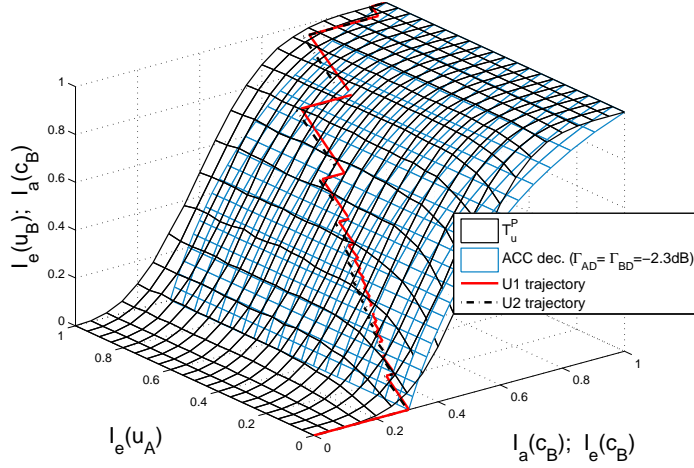 1
0.8
0.6
0.4
0.2
0
I_e(u_B); I_a(c_B)
1
0.8
0.6
0.4
0.2
0
I_e(u_A)
0
0.2
0.4
0.6
0.8
1
I_a(c_B); I_e(c_B)
T_u^P
ACC dec. (Γ_AD= Γ_BD=−2.3dB)
U1 trajectory
U2 trajectory